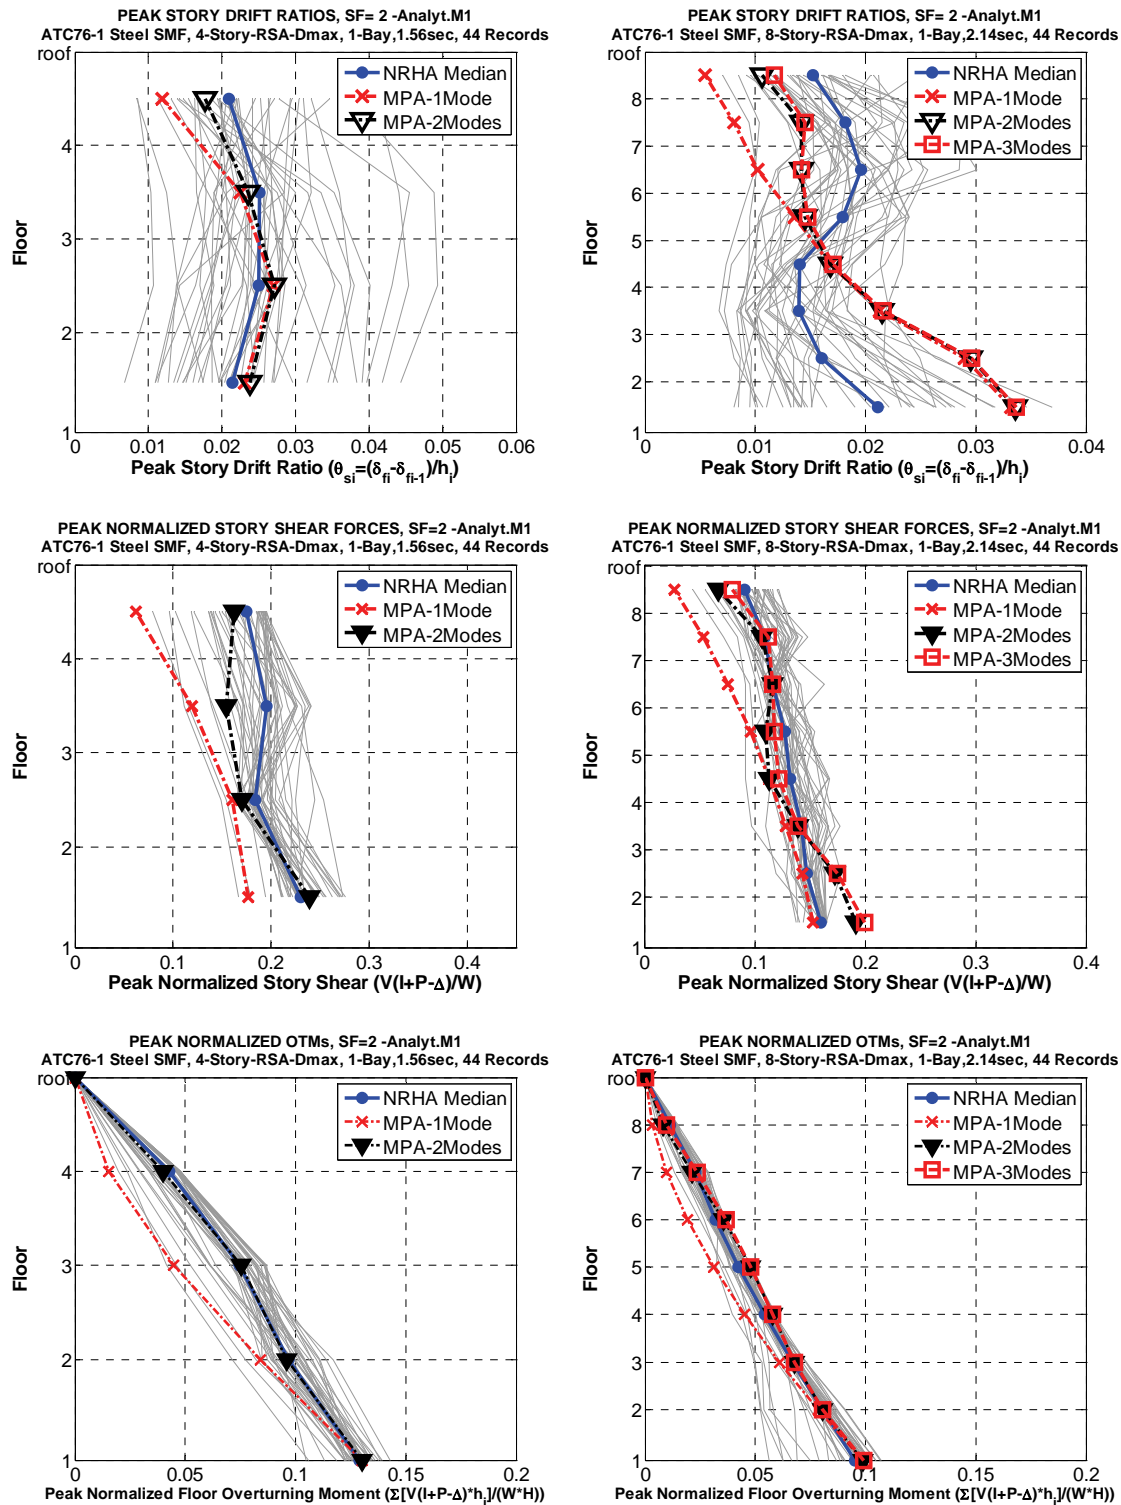 PEAK STORY DRIFT RATIOS, SF= 2 -Analyt.M1
ATC76-1 Steel SMF, 4-Story-RSA-Dmax, 1-Bay,1.56sec, 44 Records
roof
4
3
2
1
Floor
NRHA Median
MPA-1Mode
MPA-2Modes
0 0.01 0.02 0.03 0.04 0.05 0.06
Peak Story Drift Ratio (θsi=(δfi-δfi-1)/hi)
PEAK STORY DRIFT RATIOS, SF= 2 -Analyt.M1
ATC76-1 Steel SMF, 8-Story-RSA-Dmax, 1-Bay,2.14sec, 44 Records
roof
8
7
6
5
4
3
2
1
Floor
NRHA Median
MPA-1Mode
MPA-2Modes
MPA-3Modes
0 0.01 0.02 0.03 0.04
Peak Story Drift Ratio (θsi=(δfi-δfi-1)/hi)
PEAK NORMALIZED STORY SHEAR FORCES, SF=2 -Analyt.M1
ATC76-1 Steel SMF, 4-Story-RSA-Dmax, 1-Bay,1.56sec, 44 Records
roof
4
3
2
1
Floor
NRHA Median
MPA-1Mode
MPA-2Modes
0 0.1 0.2 0.3 0.4
Peak Normalized Story Shear (V(I+P-Δ)/W)
PEAK NORMALIZED STORY SHEAR FORCES, SF=2 -Analyt.M1
ATC76-1 Steel SMF, 8-Story-RSA-Dmax, 1-Bay,2.14sec, 44 Records
roof
8
7
6
5
4
3
2
1
Floor
NRHA Median
MPA-1Mode
MPA-2Modes
MPA-3Modes
0 0.1 0.2 0.3 0.4
Peak Normalized Story Shear (V(I+P-Δ)/W)
PEAK NORMALIZED OTMs, SF=2 -Analyt.M1
ATC76-1 Steel SMF, 4-Story-RSA-Dmax, 1-Bay,1.56sec, 44 Records
roof
4
3
2
1
Floor
NRHA Median
MPA-1Mode
MPA-2Modes
0 0.05 0.1 0.15 0.2
Peak Normalized Floor Overturning Moment (Σ[V(I+P-Δ)*hi]/(W*H))
PEAK NORMALIZED OTMs, SF=2 -Analyt.M1
ATC76-1 Steel SMF, 8-Story-RSA-Dmax, 1-Bay,2.14sec, 44 Records
roof
8
7
6
5
4
3
2
1
Floor
NRHA Median
MPA-1Mode
MPA-2Modes
MPA-3Modes
0 0.05 0.1 0.15 0.2
Peak Normalized Floor Overturning Moment (Σ[V(I+P-Δ)*hi]/(W*H))